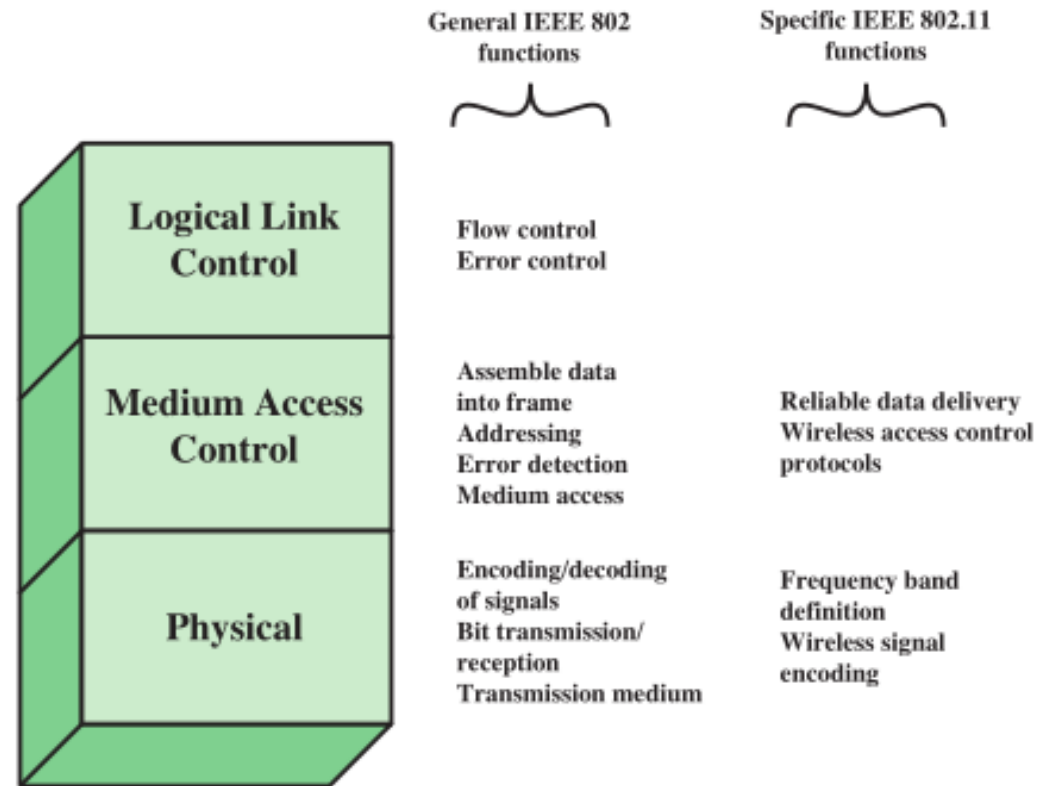 General IEEE 802
functions
Specific IEEE 802.11
functions
Logical Link
Control
Flow control
Error control
Medium Access
Control
Assemble data
into frame
Addressing
Error detection
Medium access
Reliable data delivery
Wireless access control
protocols
Physical
Encoding/decoding
of signals
Bit transmission/
reception
Transmission medium
Frequency band
definition
Wireless signal
encoding